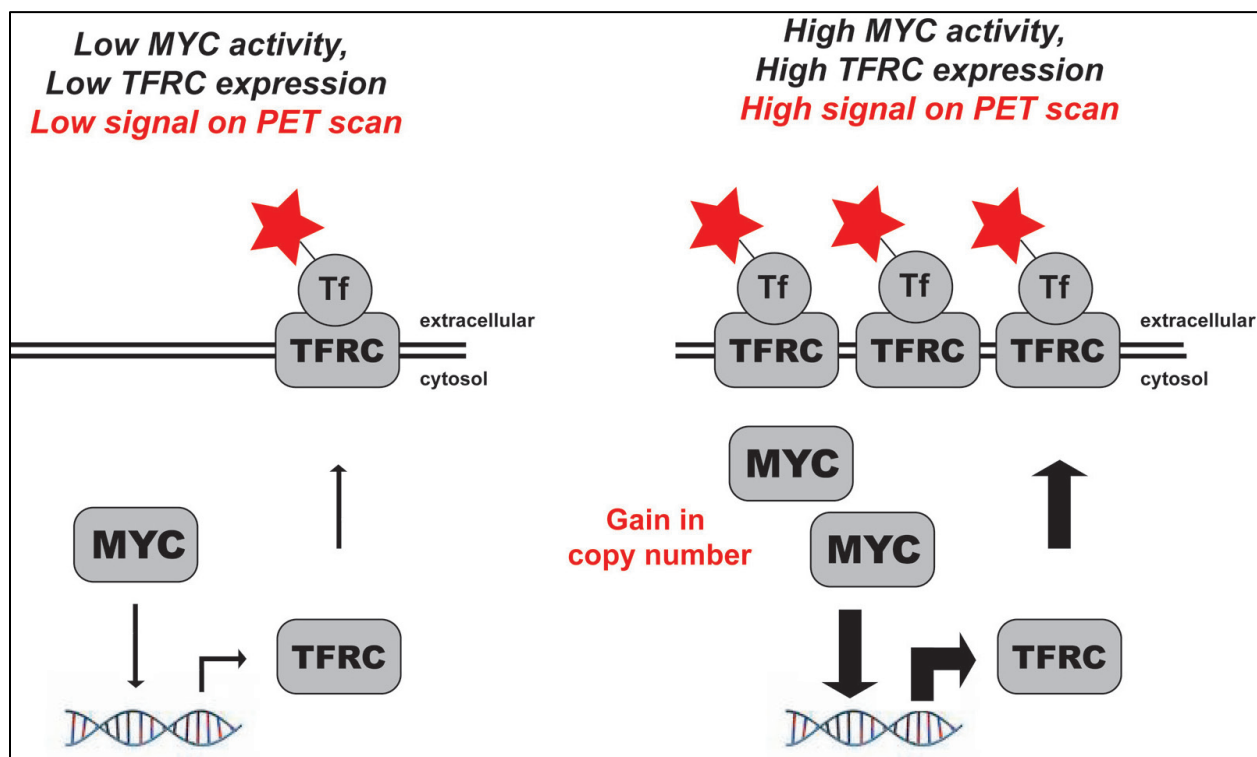 Low MYC activity,
Low TFRC expression
Low signal on PET scan
Tf
TFRC
extracellular
cytosol
MYC
TFRC
High MYC activity,
High TFRC expression
High signal on PET scan
Tf
Tf
Tf
TFRC
TFRC
TFRC
extracellular
cytosol
MYC
Gain in
copy number
MYC
TFRC